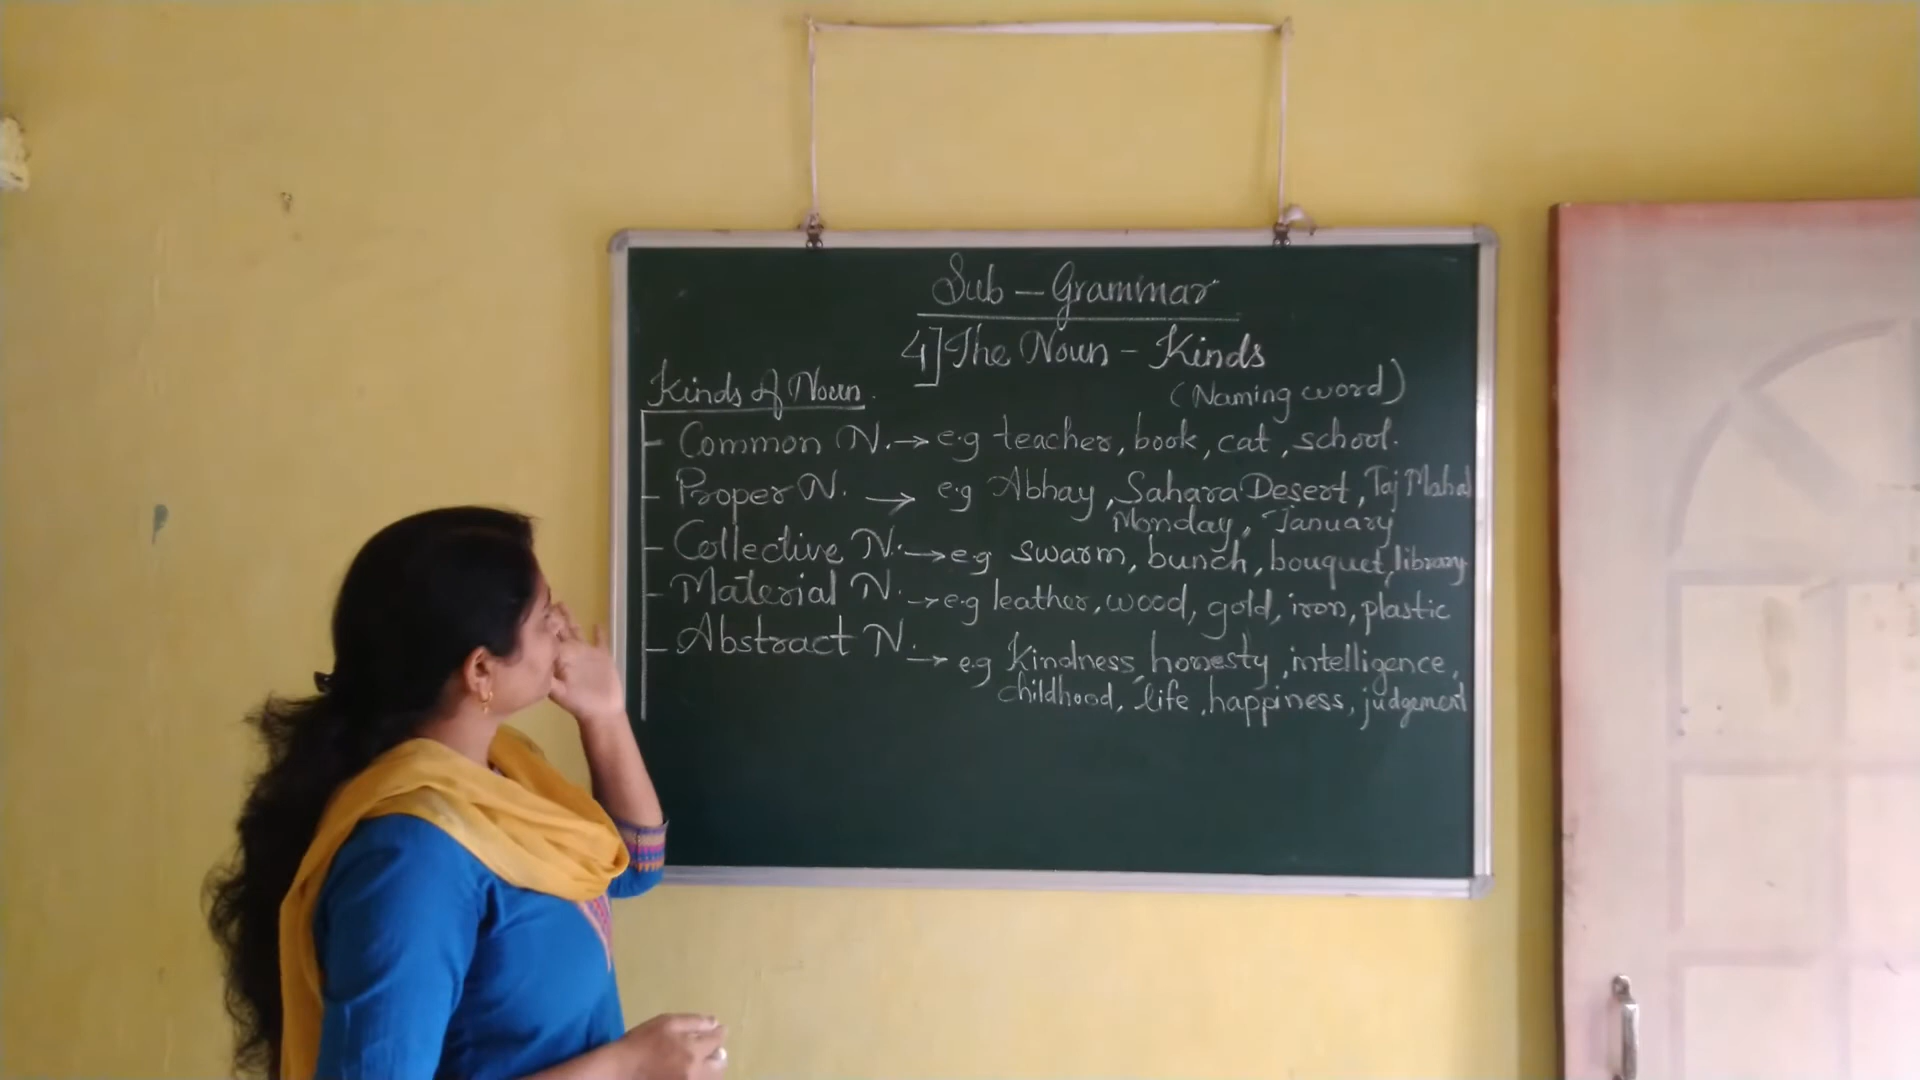 Sub - Grammar
4] The Noun - Kinds
Kinds of Noun.
(Naming word)
Common N. → e.g teacher, book, cat, school.
Proper N. → e.g Abhay, Sahara Desert, Taj Mahal
Monday, January
Collective N. → e.g swarm, bunch, bouquet, library
Material N. → e.g leather, wood, gold, iron, plastic
Abstract N. → e.g Kindness, honesty, intelligence,
childhood, life, happiness, judgement